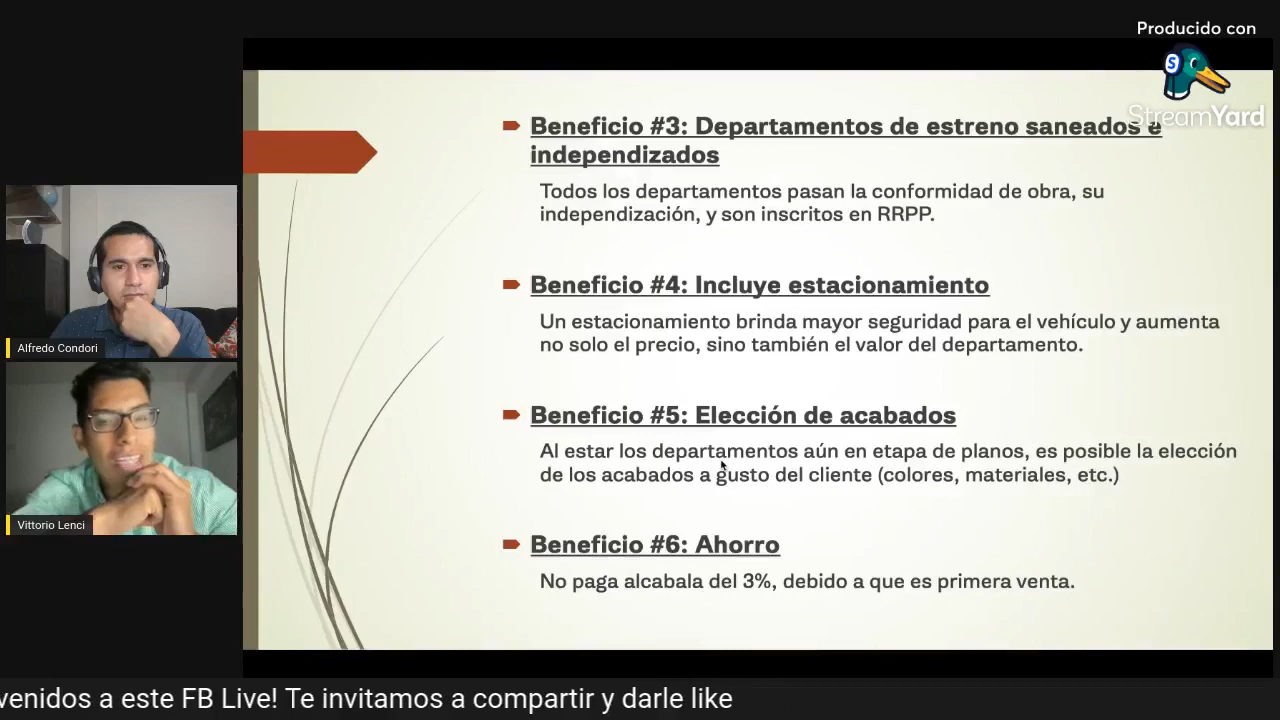 Producido con
StreamYard
Beneficio #3: Departamentos de estreno saneados e
independizados
Todos los departamentos pasan la conformidad de obra, su
independización, y son inscritos en RRPP.
Beneficio #4: Incluye estacionamiento
Un estacionamiento brinda mayor seguridad para el vehículo y aumenta
no solo el precio, sino también el valor del departamento.
Beneficio #5: Elección de acabados
Al estar los departamentos aún en etapa de planos, es posible la elección
de los acabados a gusto del cliente (colores, materiales, etc.)
Beneficio #6: Ahorro
No paga alcabala del 3%, debido a que es primera venta.
Alfredo Condori
Vittorio Lenci
venidos a este FB Live! Te invitamos a compartir y darle like